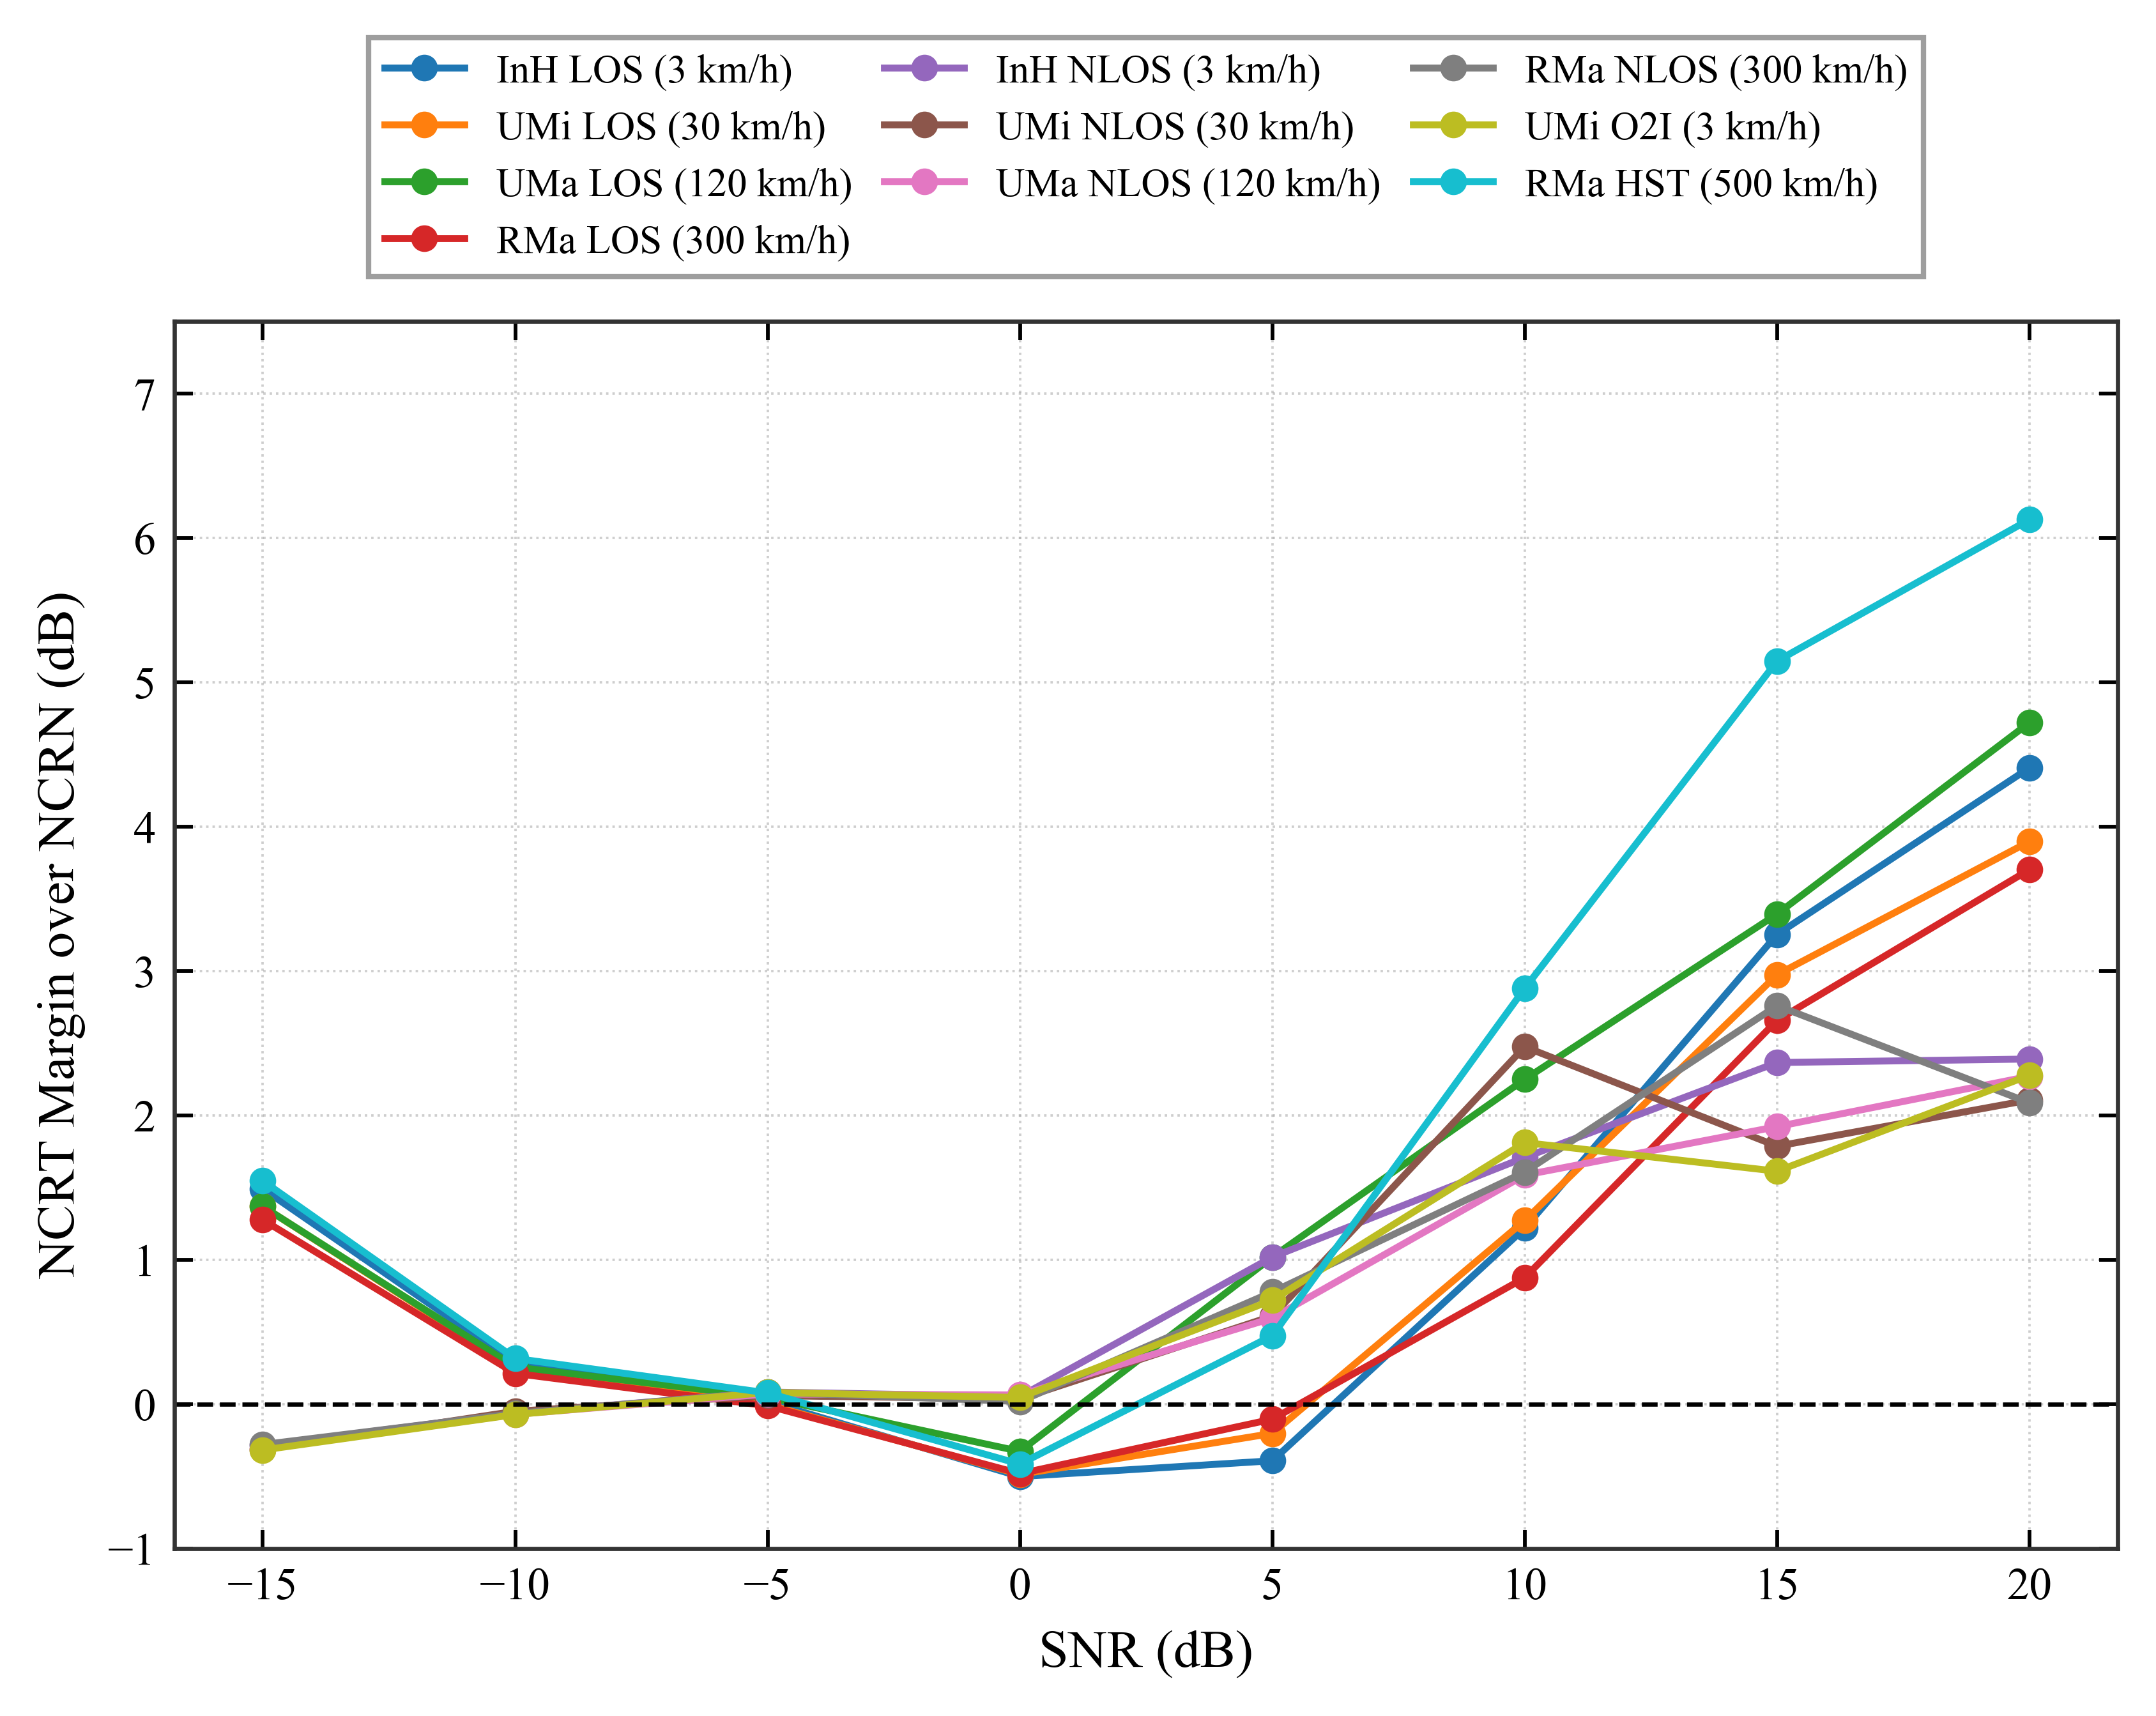 InH LOS (3 km/h)
UMi LOS (30 km/h)
UMa LOS (120 km/h)
RMa LOS (300 km/h)
InH NLOS (3 km/h)
UMi NLOS (30 km/h)
UMa NLOS (120 km/h)
RMa NLOS (300 km/h)
UMi O2I (3 km/h)
RMa HST (500 km/h)
NCRT Margin over NCRN (dB)
7
6
5
4
3
2
1
0
−1
−15 −10 −5 0 5 10 15 20
SNR (dB)